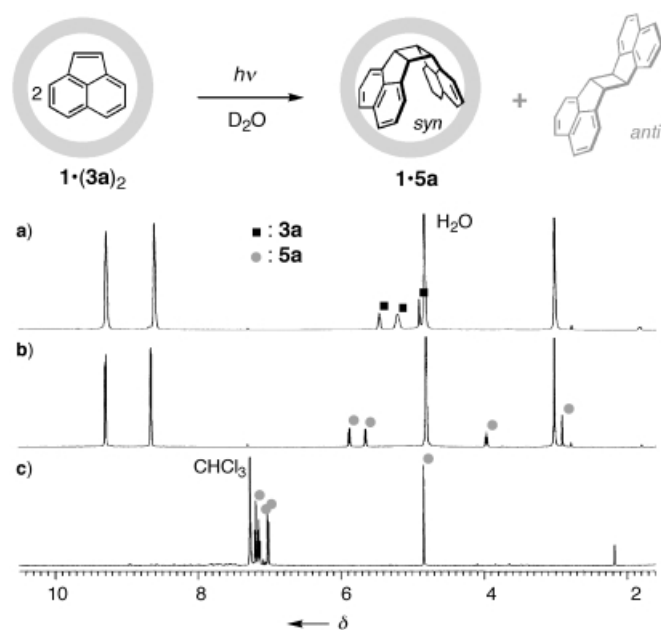 2
hν
D₂O
syn
+
anti
1•(3a)₂
1•5a
a)
■ : 3a
● : 5a
H₂O
b)
c)
CHCl₃
10
8
6
4
2
← δ